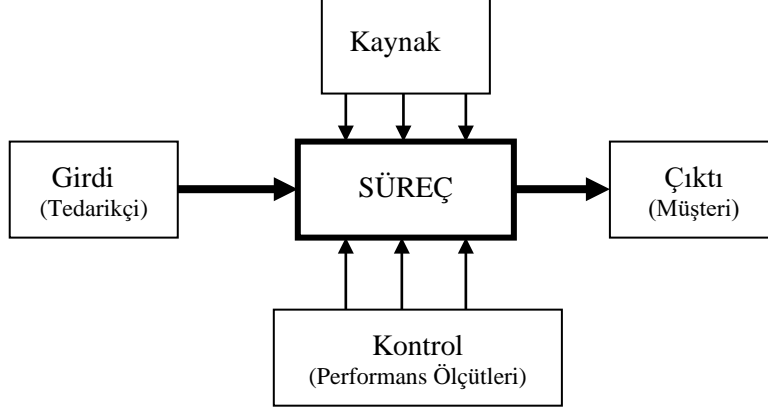 Kaynak
Girdi
(Tedarikçi)
SÜREÇ
Çıktı
(Müşteri)
Kontrol
(Performans Ölçütleri)